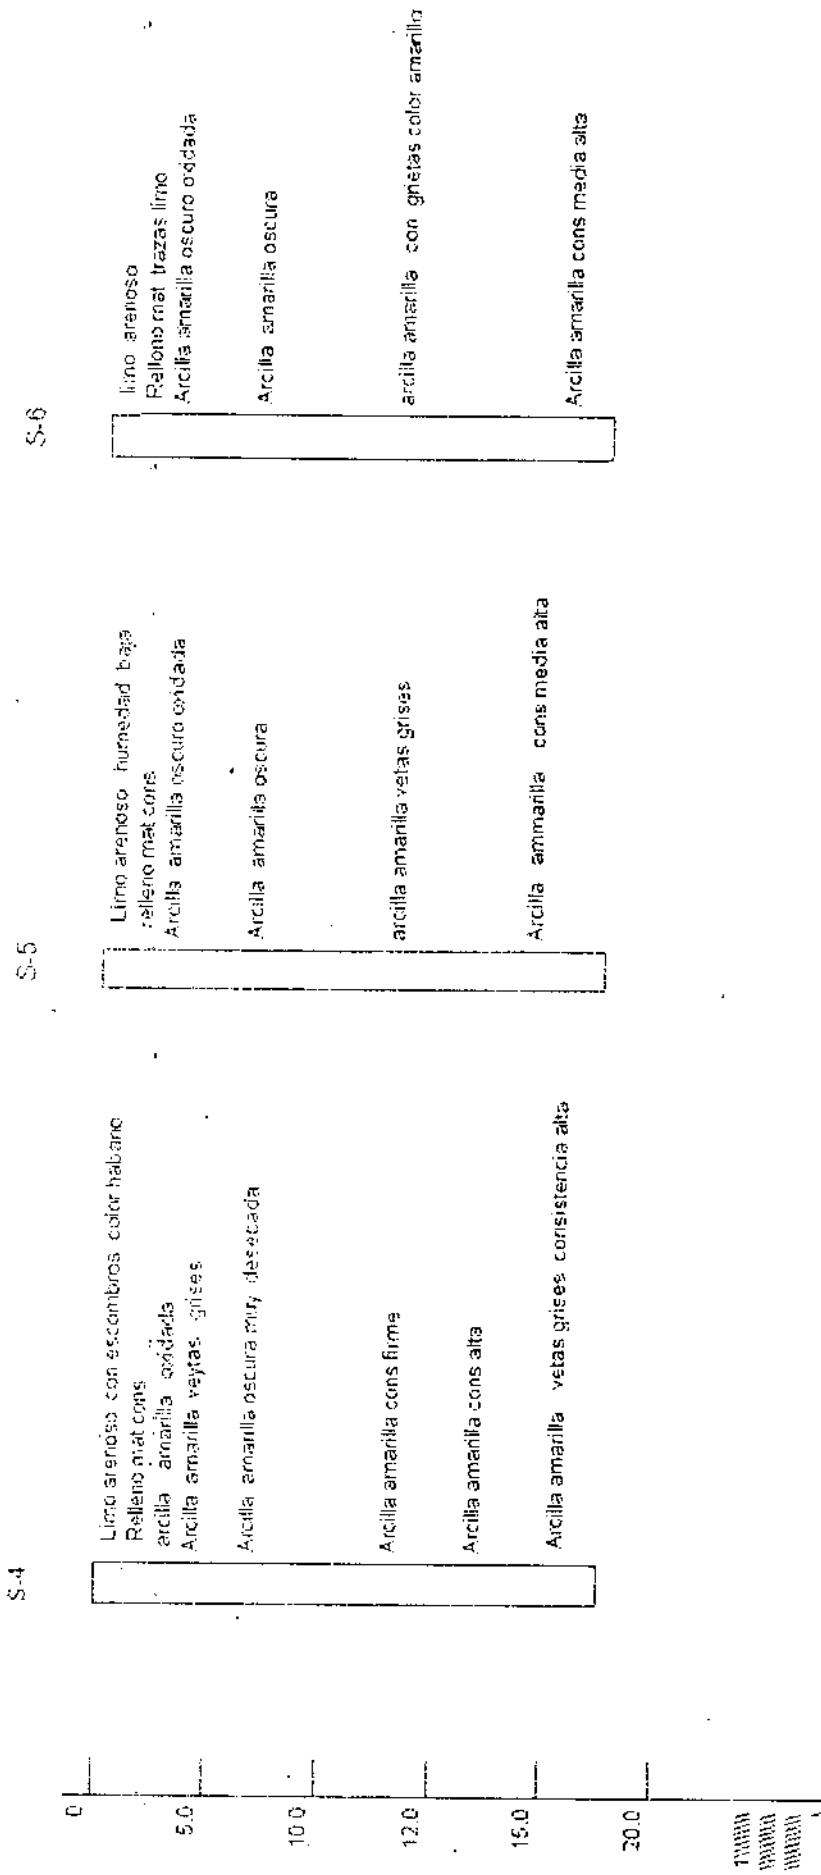 S-4
Limo arenoso con escombros color habano
Relleno mat cons
arcilla amarilla oxidada
Arcilla amarilla veytas grises
Arcilla amarilla oscura muy desecada
Arcilla amarilla cons firme
Arcilla amarilla cons alta
Arcilla amarilla vetas grises consistencia alta
S-5
Limo arenoso humedad baja
relleno mat cons
Arcilla amarilla oscuro oxidada
Arcilla amarilla oscura
arcilla amarilla vetas grises
Arcilla ammarilla cons media alta
S-6
limo arenoso
Rellono mat trazas limo
Arcilla amarilla oscuro oxidada
Arcilla amarilla oscura
arcilla amarilla con grietas color amarillo
Arcilla amarilla cons media alta
0
5.0
10.0
12.0
15.0
20.0